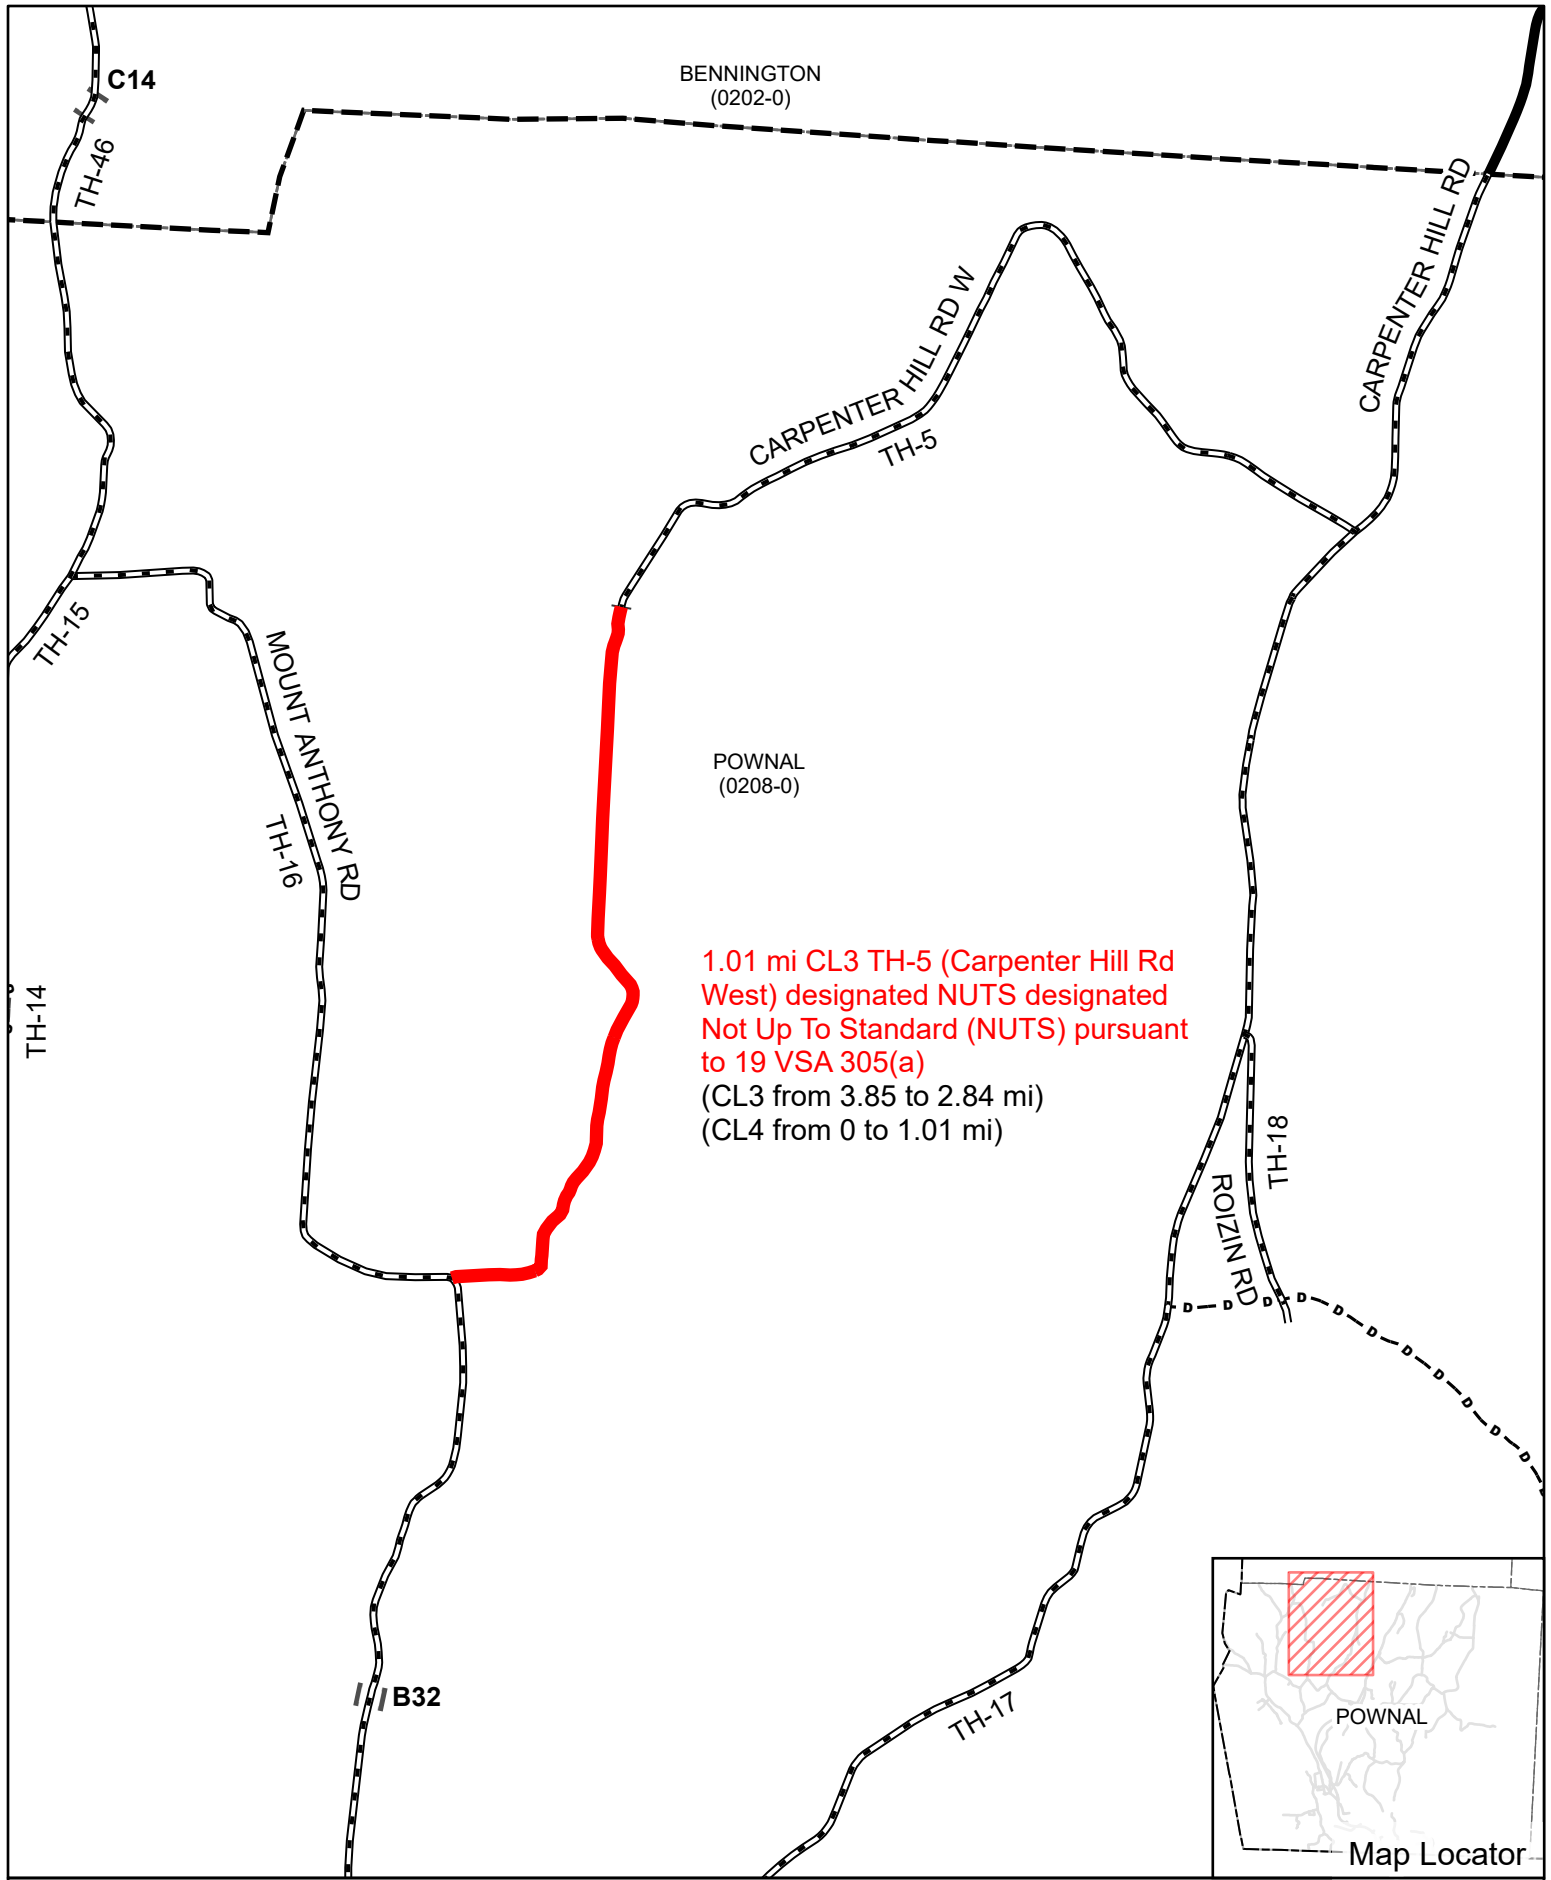 C14
BENNINGTON
(0202-0)
TH-46
CARPENTER HILL RD
CARPENTER HILL RD W
TH-5
TH-15
MOUNT ANTHONY RD
TH-16
POWNAL
(0208-0)
1.01 mi CL3 TH-5 (Carpenter Hill Rd
West) designated NUTS designated
Not Up To Standard (NUTS) pursuant
to 19 VSA 305(a)
(CL3 from 3.85 to 2.84 mi)
(CL4 from 0 to 1.01 mi)
TH-14
TH-18
ROIZIN RD
D
D
D
D
D
D
D
D
D
D
D
B32
TH-17
POWNAL
Map Locator